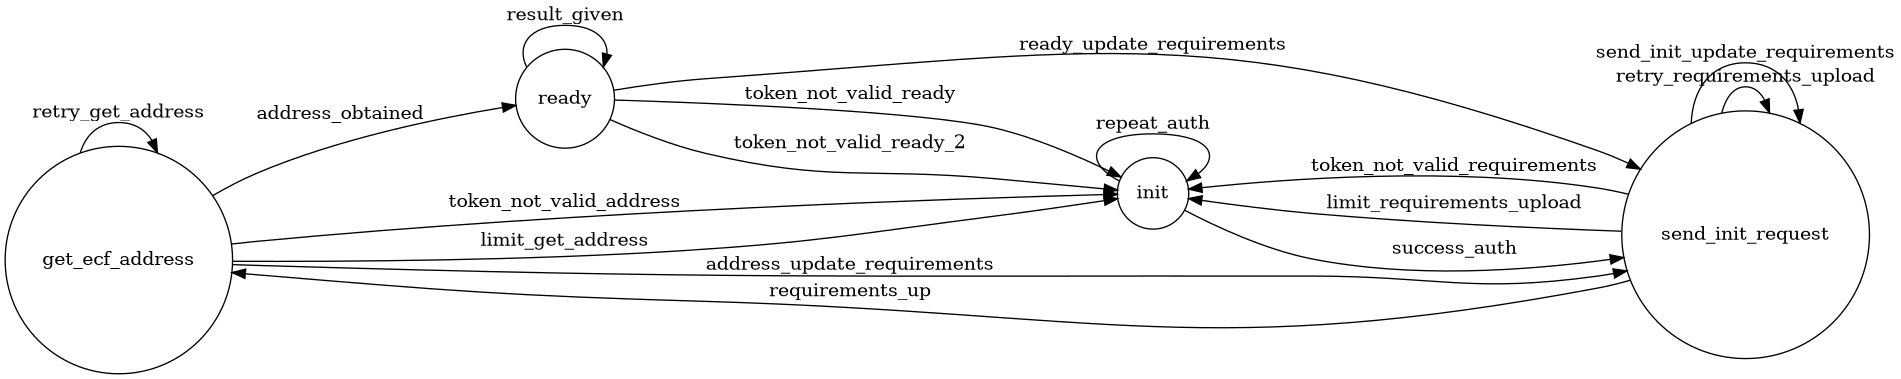 result_given
ready_update_requirements
send_init_update_requirements
retry_requirements_upload
retry_get_address
address_obtained
ready
token_not_valid_ready
repeat_auth
token_not_valid_ready_2
token_not_valid_requirements
init
token_not_valid_address
limit_requirements_upload
limit_get_address
success_auth
send_init_request
get_ecf_address
address_update_requirements
requirements_up